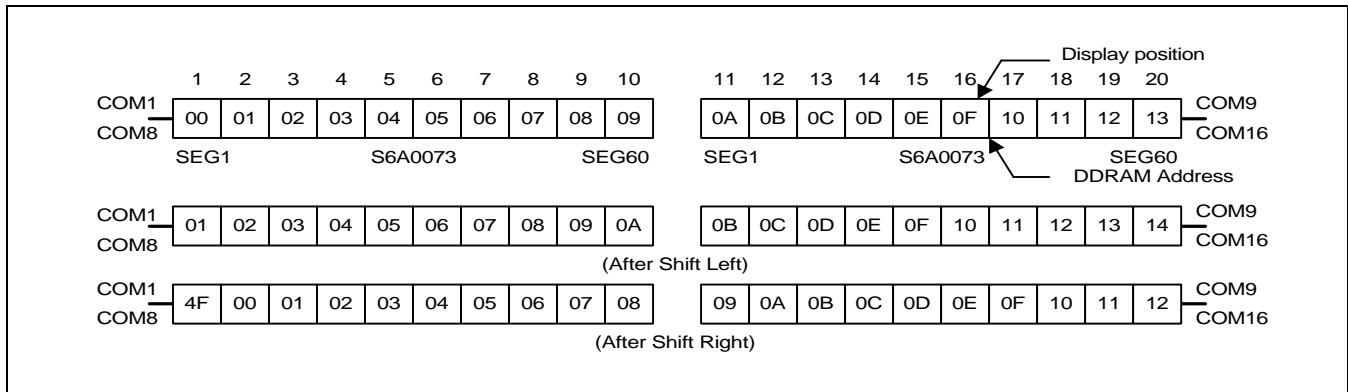 Display position
1 2 3 4 5 6 7 8 9 10 11 12 13 14 15 16 17 18 19 20
COM1 00 01 02 03 04 05 06 07 08 09 0A 0B 0C 0D 0E 0F 10 11 12 13 COM9
COM8 COM16
SEG1 S6A0073 SEG60 SEG1 S6A0073 SEG60
DDRAM Address
COM1 01 02 03 04 05 06 07 08 09 0A 0B 0C 0D 0E 0F 10 11 12 13 14 COM9
COM8 COM16
(After Shift Left)
COM1 4F 00 01 02 03 04 05 06 07 08 09 0A 0B 0C 0D 0E 0F 10 11 12 COM9
COM8 COM16
(After Shift Right)